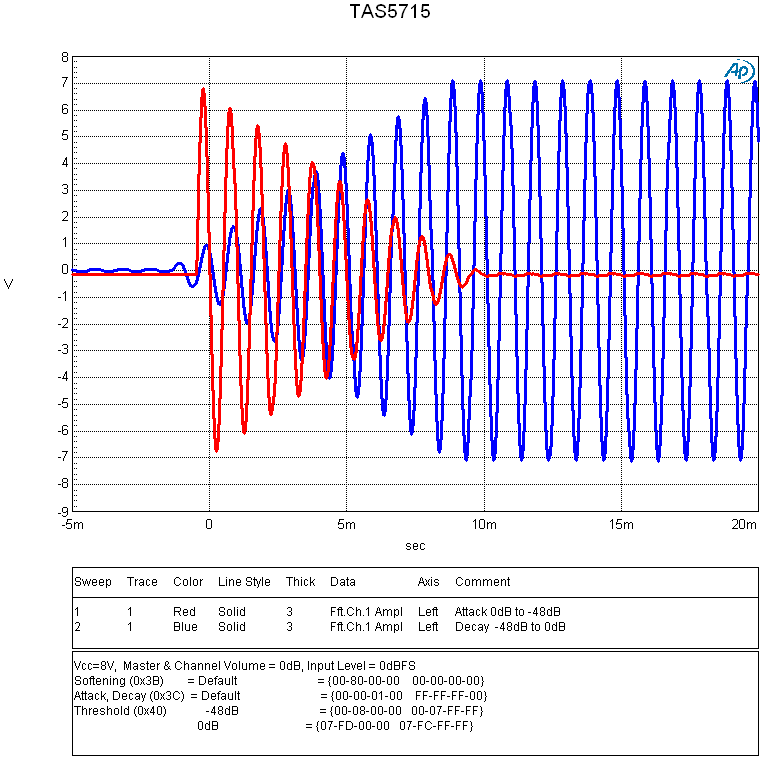 TAS5715
8
Ap
7
6
5
4
3
2
1
V
0
-1
-2
-3
-4
-5
-6
-7
-8
-9
-5m 0 5m 10m 15m 20m
sec
Sweep Trace Color Line Style Thick Data Axis Comment
1 1 Red Solid 3 Fft.Ch.1 Ampl Left Attack 0dB to -48dB
2 1 Blue Solid 3 Fft.Ch.1 Ampl Left Decay -48dB to 0dB
Vcc=8V, Master & Channel Volume = 0dB, Input Level = 0dBFS
Softening (0x3B) = Default = {00-80-00-00 00-00-00-00}
Attack, Decay (0x3C) = Default = {00-00-01-00 FF-FF-FF-00}
Threshold (0x40) -48dB = {00-08-00-00 00-07-FF-FF}
0dB = {07-FD-00-00 07-FC-FF-FF}